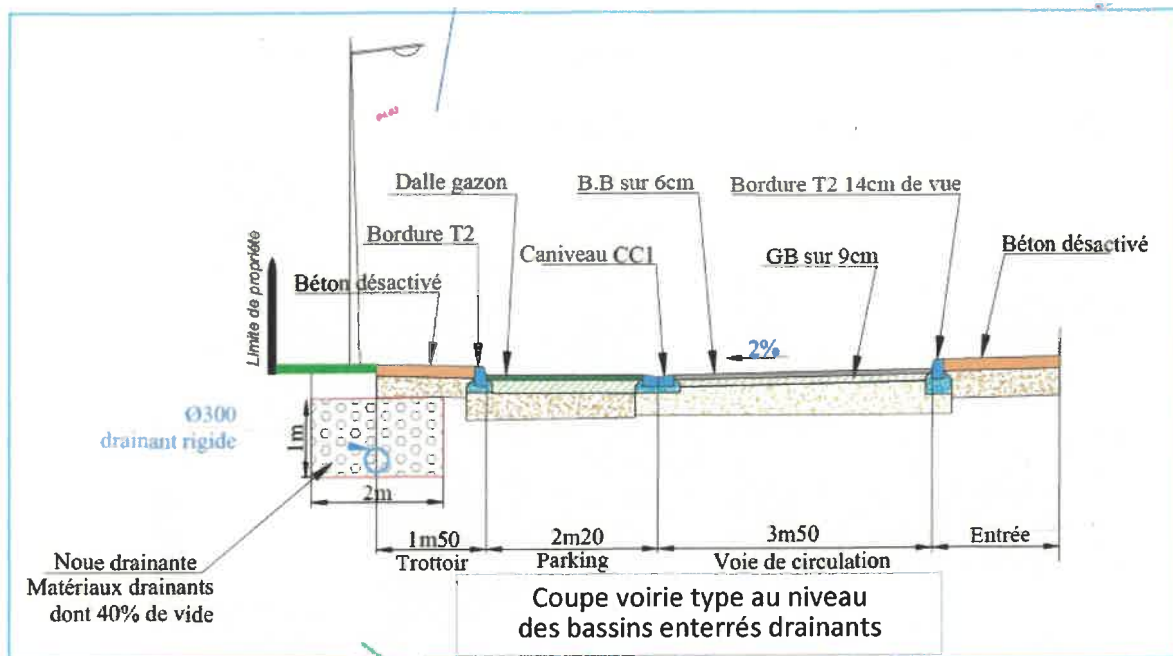 Dalle gazon
B.B sur 6cm
Bordure T2 14cm de vue
Bordure T2
Caniveau CC1
GB sur 9cm
Béton désactivé
Béton désactivé
Limite de propriété
2%
Ø300
drainant rigide
1m
2m
1m50
Trottoir
2m20
Parking
3m50
Voie de circulation
Entrée
Noue drainante
Matériaux drainants
dont 40% de vide
Coupe voirie type au niveau
des bassins enterrés drainants